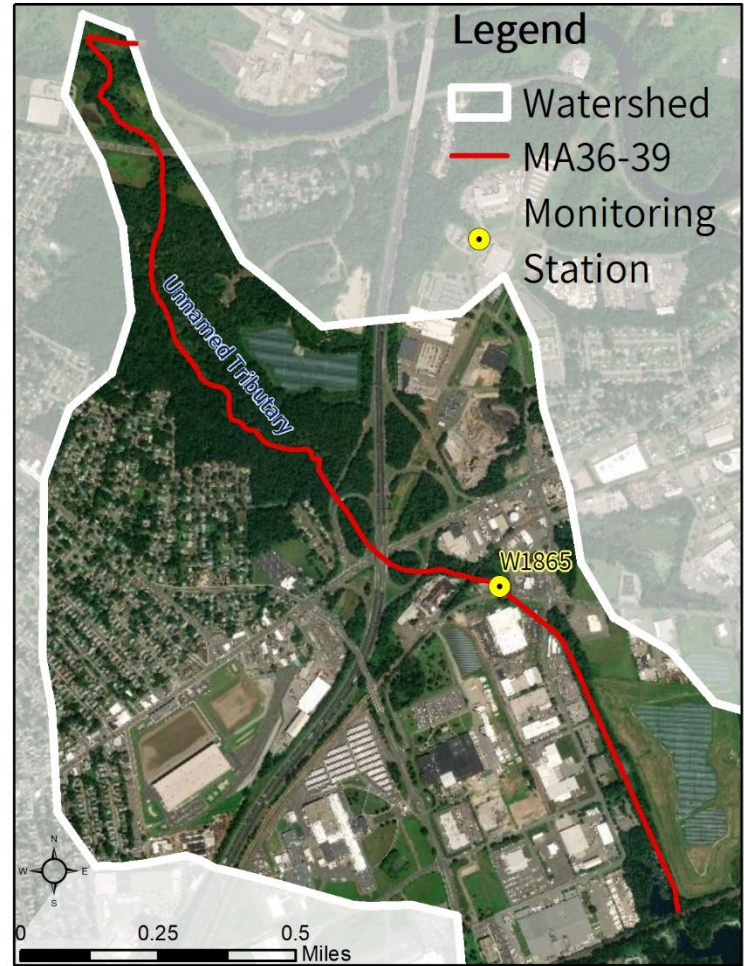 Legend
Watershed
MA36-39
Monitoring
Station
Unnamed Tributary
W1865
N
W E
S
0 0.25 0.5
Miles